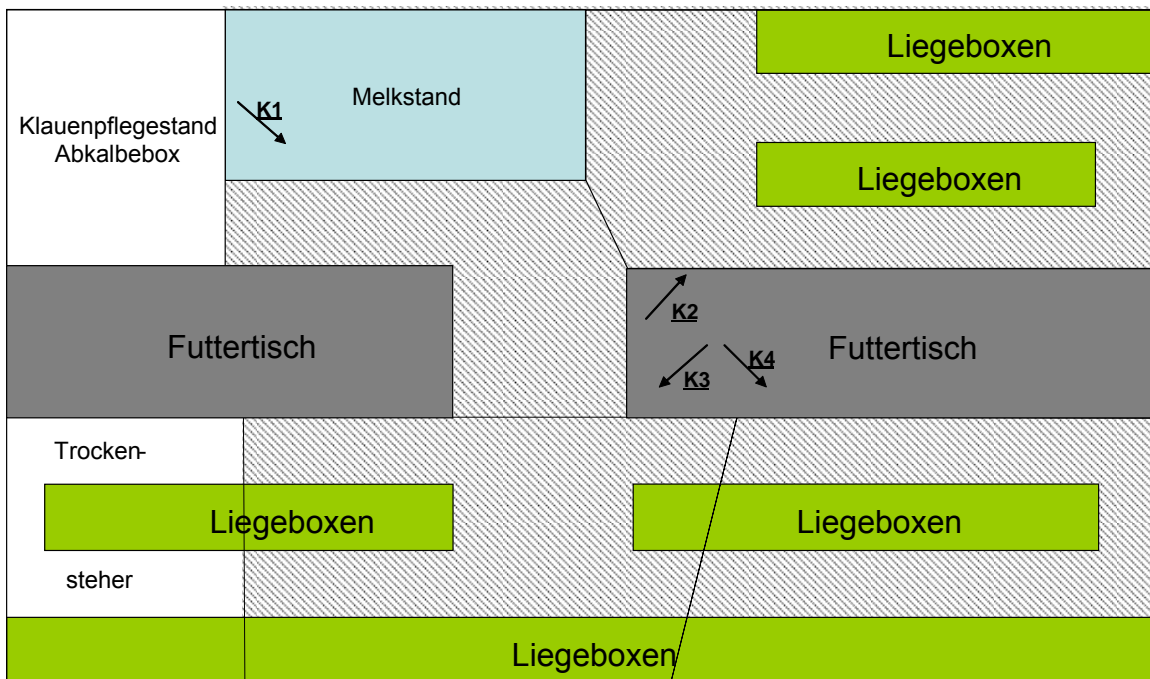 Liegeboxen
Melkstand
K1
Klauenpflegestand
Abkalbebox
Liegeboxen
K2
Futtertisch
Futtertisch
K4
K3
Trocken-
Liegeboxen
Liegeboxen
steher
Liegeboxen